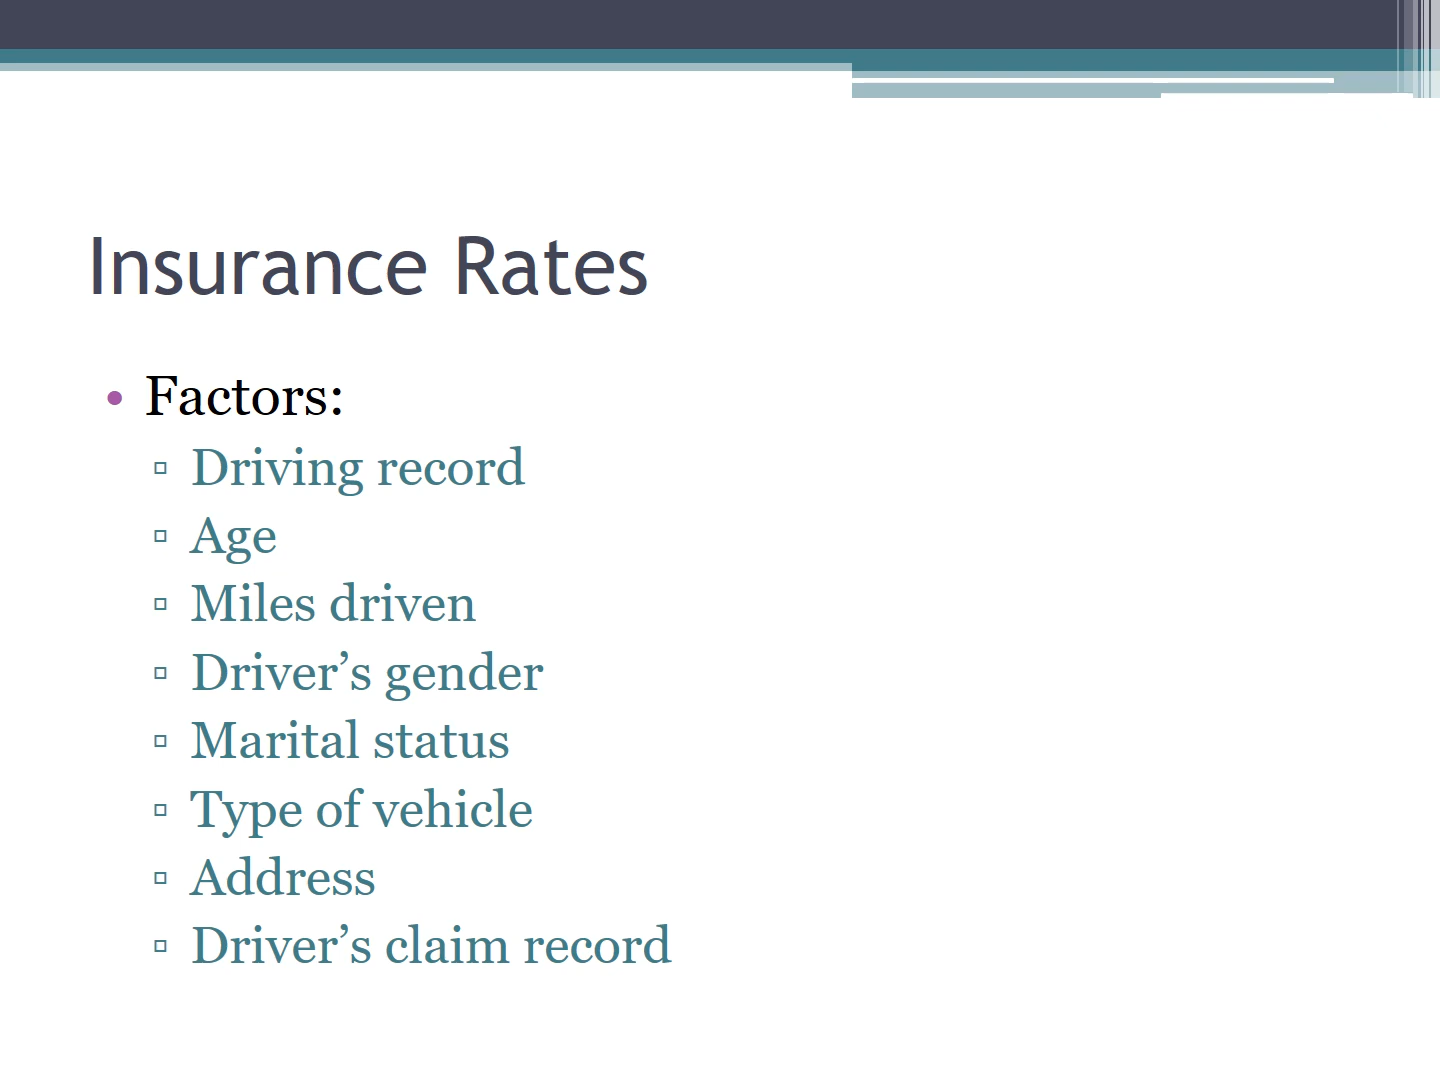 Insurance Rates
• Factors:
▫ Driving record
▫ Age
▫ Miles driven
▫ Driver’s gender
▫ Marital status
▫ Type of vehicle
▫ Address
▫ Driver’s claim record